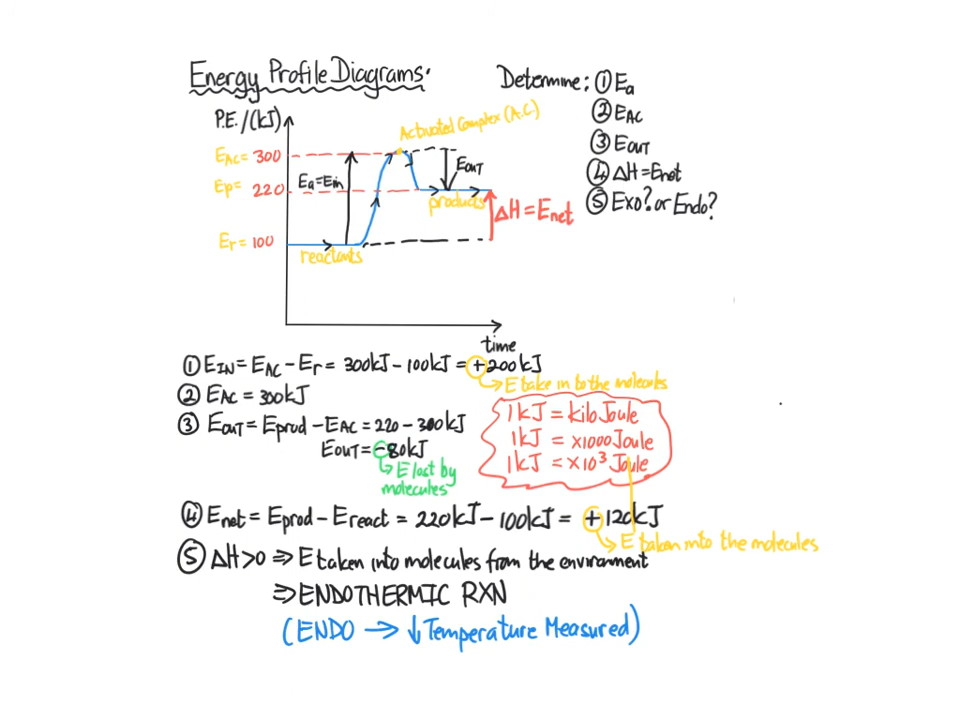 Energy Profile Diagrams.
Determine: ① Ea
② EAC
③ EOUT
④ ΔH = Enet
⑤ Exo? or Endo?
P.E./(kJ)
Activated Complex (A.C)
EAC = 300
Ea = Ein
EOUT
Ep = 220
products
ΔH = Enet
Er = 100
reactants
time
① EIN = EAC - Er = 300kJ - 100kJ = +200kJ
E take in to the molecules
② EAC = 300kJ
③ EOUT = Eprod - EAC = 220 - 300kJ
EOUT = -80kJ
E lost by
molecules
1kJ = kiloJoule
1kJ = x1000 Joule
1kJ = x10³ Joule
④ Enet = Eprod - Ereact = 220kJ - 100kJ = +120kJ
E taken into the molecules
⑤ ΔH>0 ⇒ E taken into molecules from the environment
⇒ ENDOTHERMIC RXN
(ENDO → ↓ Temperature Measured)